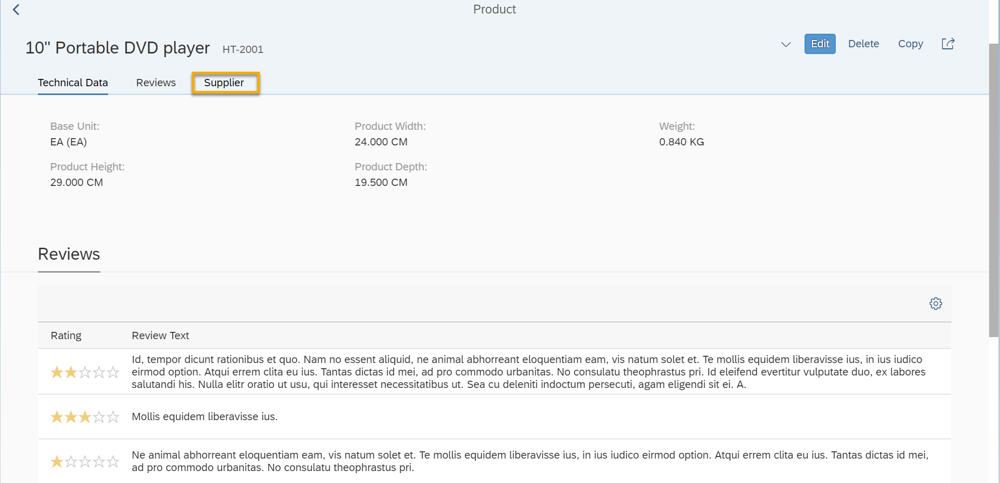 Product
10" Portable DVD player HT-2001
Edit Delete Copy
Technical Data Reviews Supplier
Base Unit: Product Width: Weight:
EA (EA) 24.000 CM 0.840 KG
Product Height: Product Depth:
29.000 CM 19.500 CM
Reviews
Rating Review Text
Id, tempor dicunt rationibus et quo. Nam no essent aliquid, ne animal abhorreant eloquentiam eam, vis natum solet et. Te mollis equidem liberavisse ius, in ius iudico
eirmod option. Atqui errem clita eu ius. Tantas dictas id mei, ad pro commodo urbanitas. No consulatu theophrastus pri. Id eleifend evertitur vulputate duo, ex labores
salutandi his. Nulla elitr oratio ut usu, qui interesset necessitatibus ut. Sea cu deleniti indoctum persecuti, agam eligendi sit ei. A.
Mollis equidem liberavisse ius.
Ne animal abhorreant eloquentiam eam, vis natum solet et. Te mollis equidem liberavisse ius, in ius iudico eirmod option. Atqui errem clita eu ius. Tantas dictas id mei,
ad pro commodo urbanitas. No consulatu theophrastus pri.